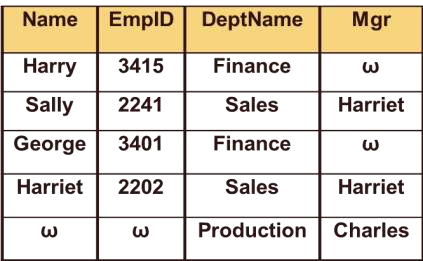 Name EmpID DeptName Mgr
Harry 3415 Finance ω
Sally 2241 Sales Harriet
George 3401 Finance ω
Harriet 2202 Sales Harriet
ω ω Production Charles